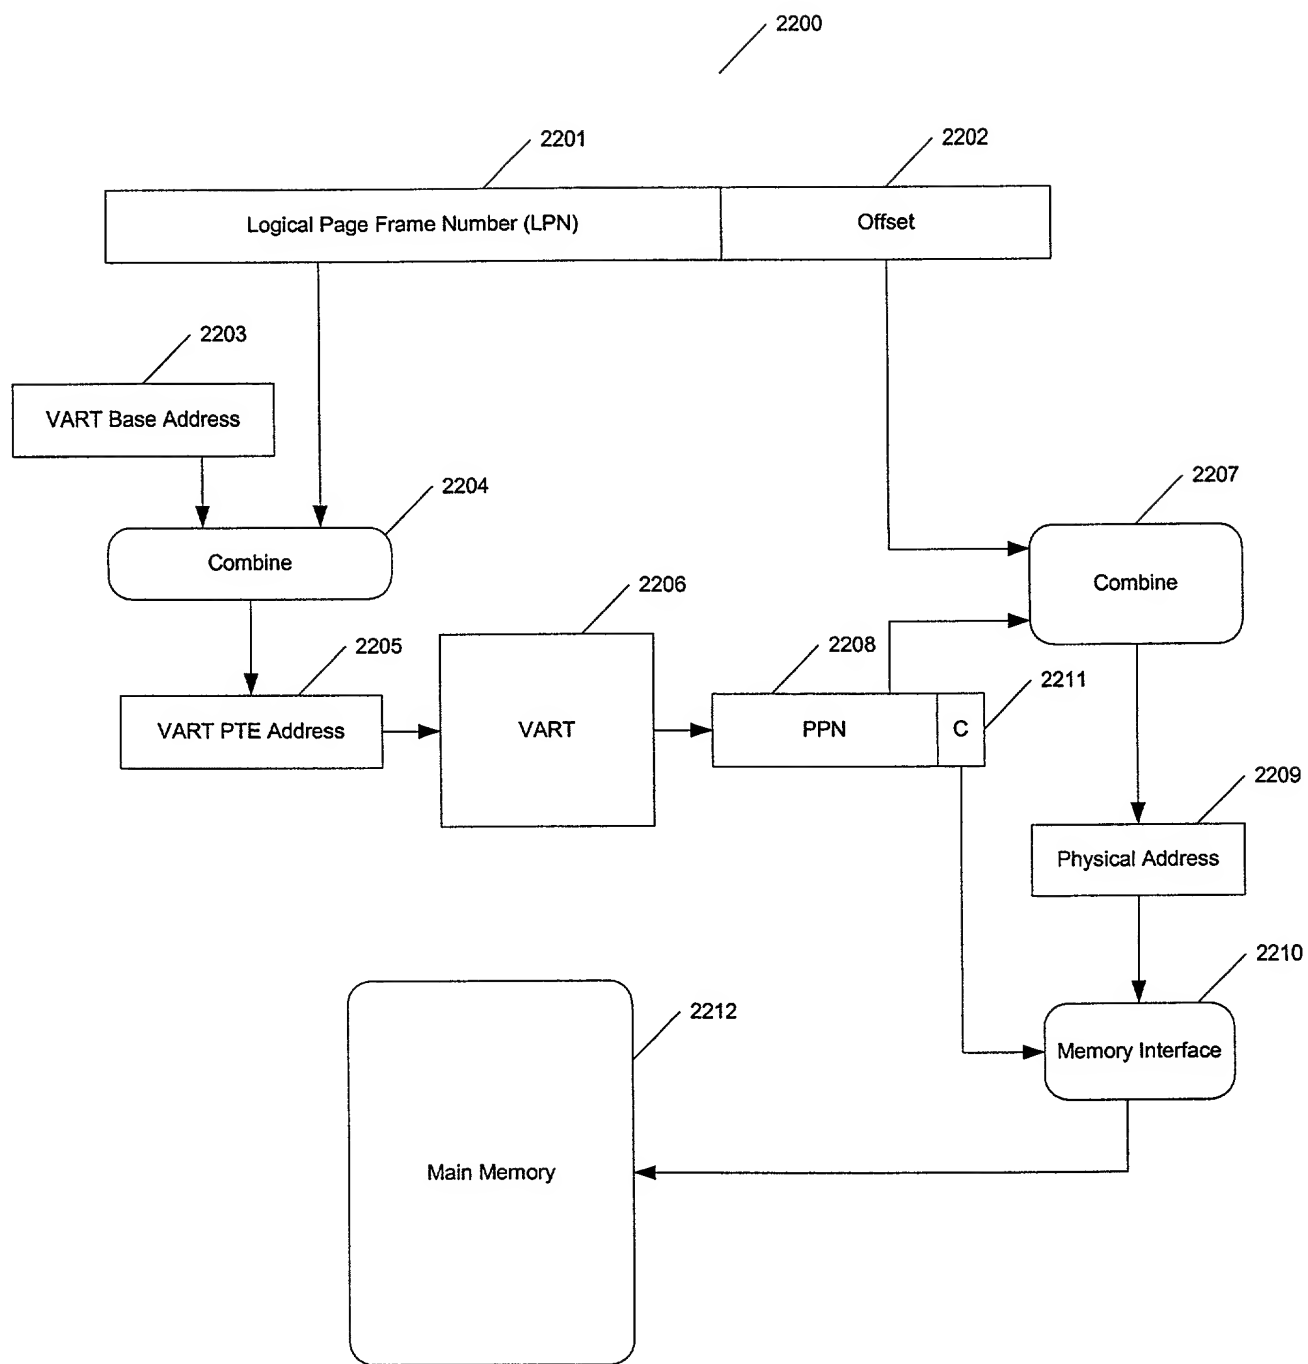 2200
2201
2202
Logical Page Frame Number (LPN)
Offset
2203
VART Base Address
2204
2207
Combine
Combine
2206
2205
2208
2211
VART PTE Address
VART
PPN
C
2209
Physical Address
2210
2212
Memory Interface
Main Memory